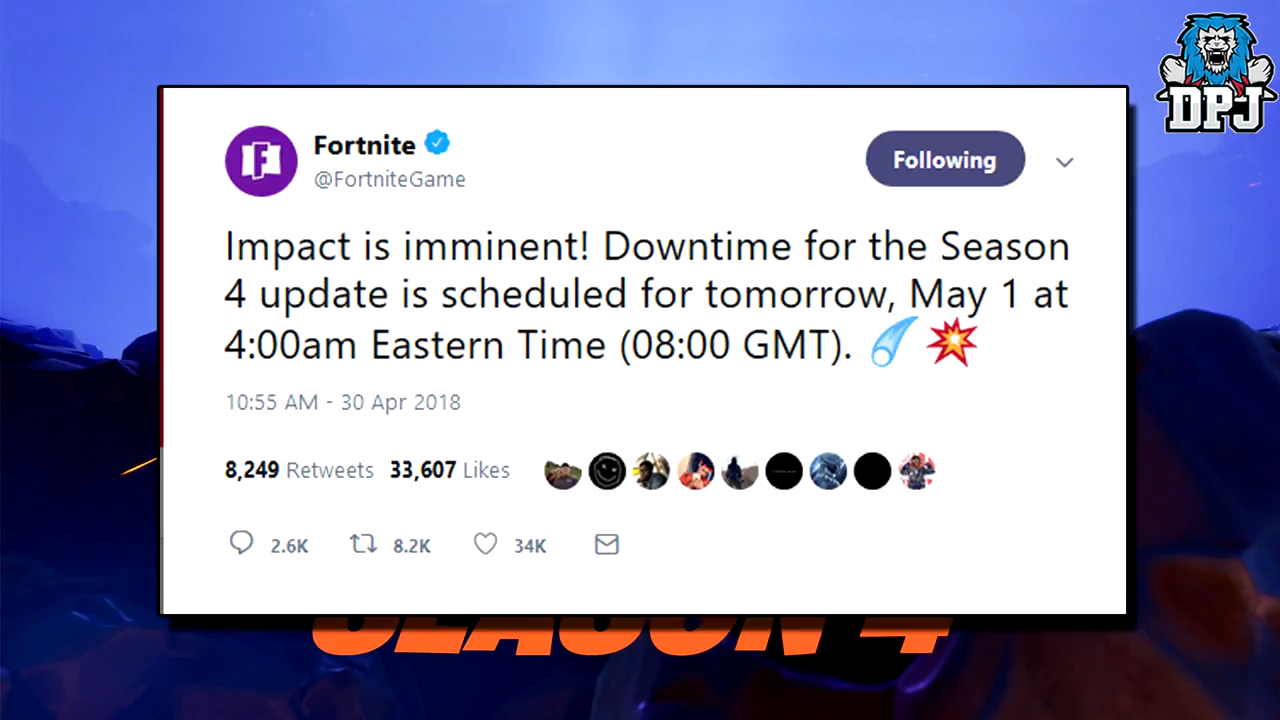 DPJ
Fortnite
@FortniteGame
Following
Impact is imminent! Downtime for the Season
4 update is scheduled for tomorrow, May 1 at
4:00am Eastern Time (08:00 GMT). ☄️💥
10:55 AM - 30 Apr 2018
8,249 Retweets 33,607 Likes
2.6K 8.2K 34K
SEASON 4